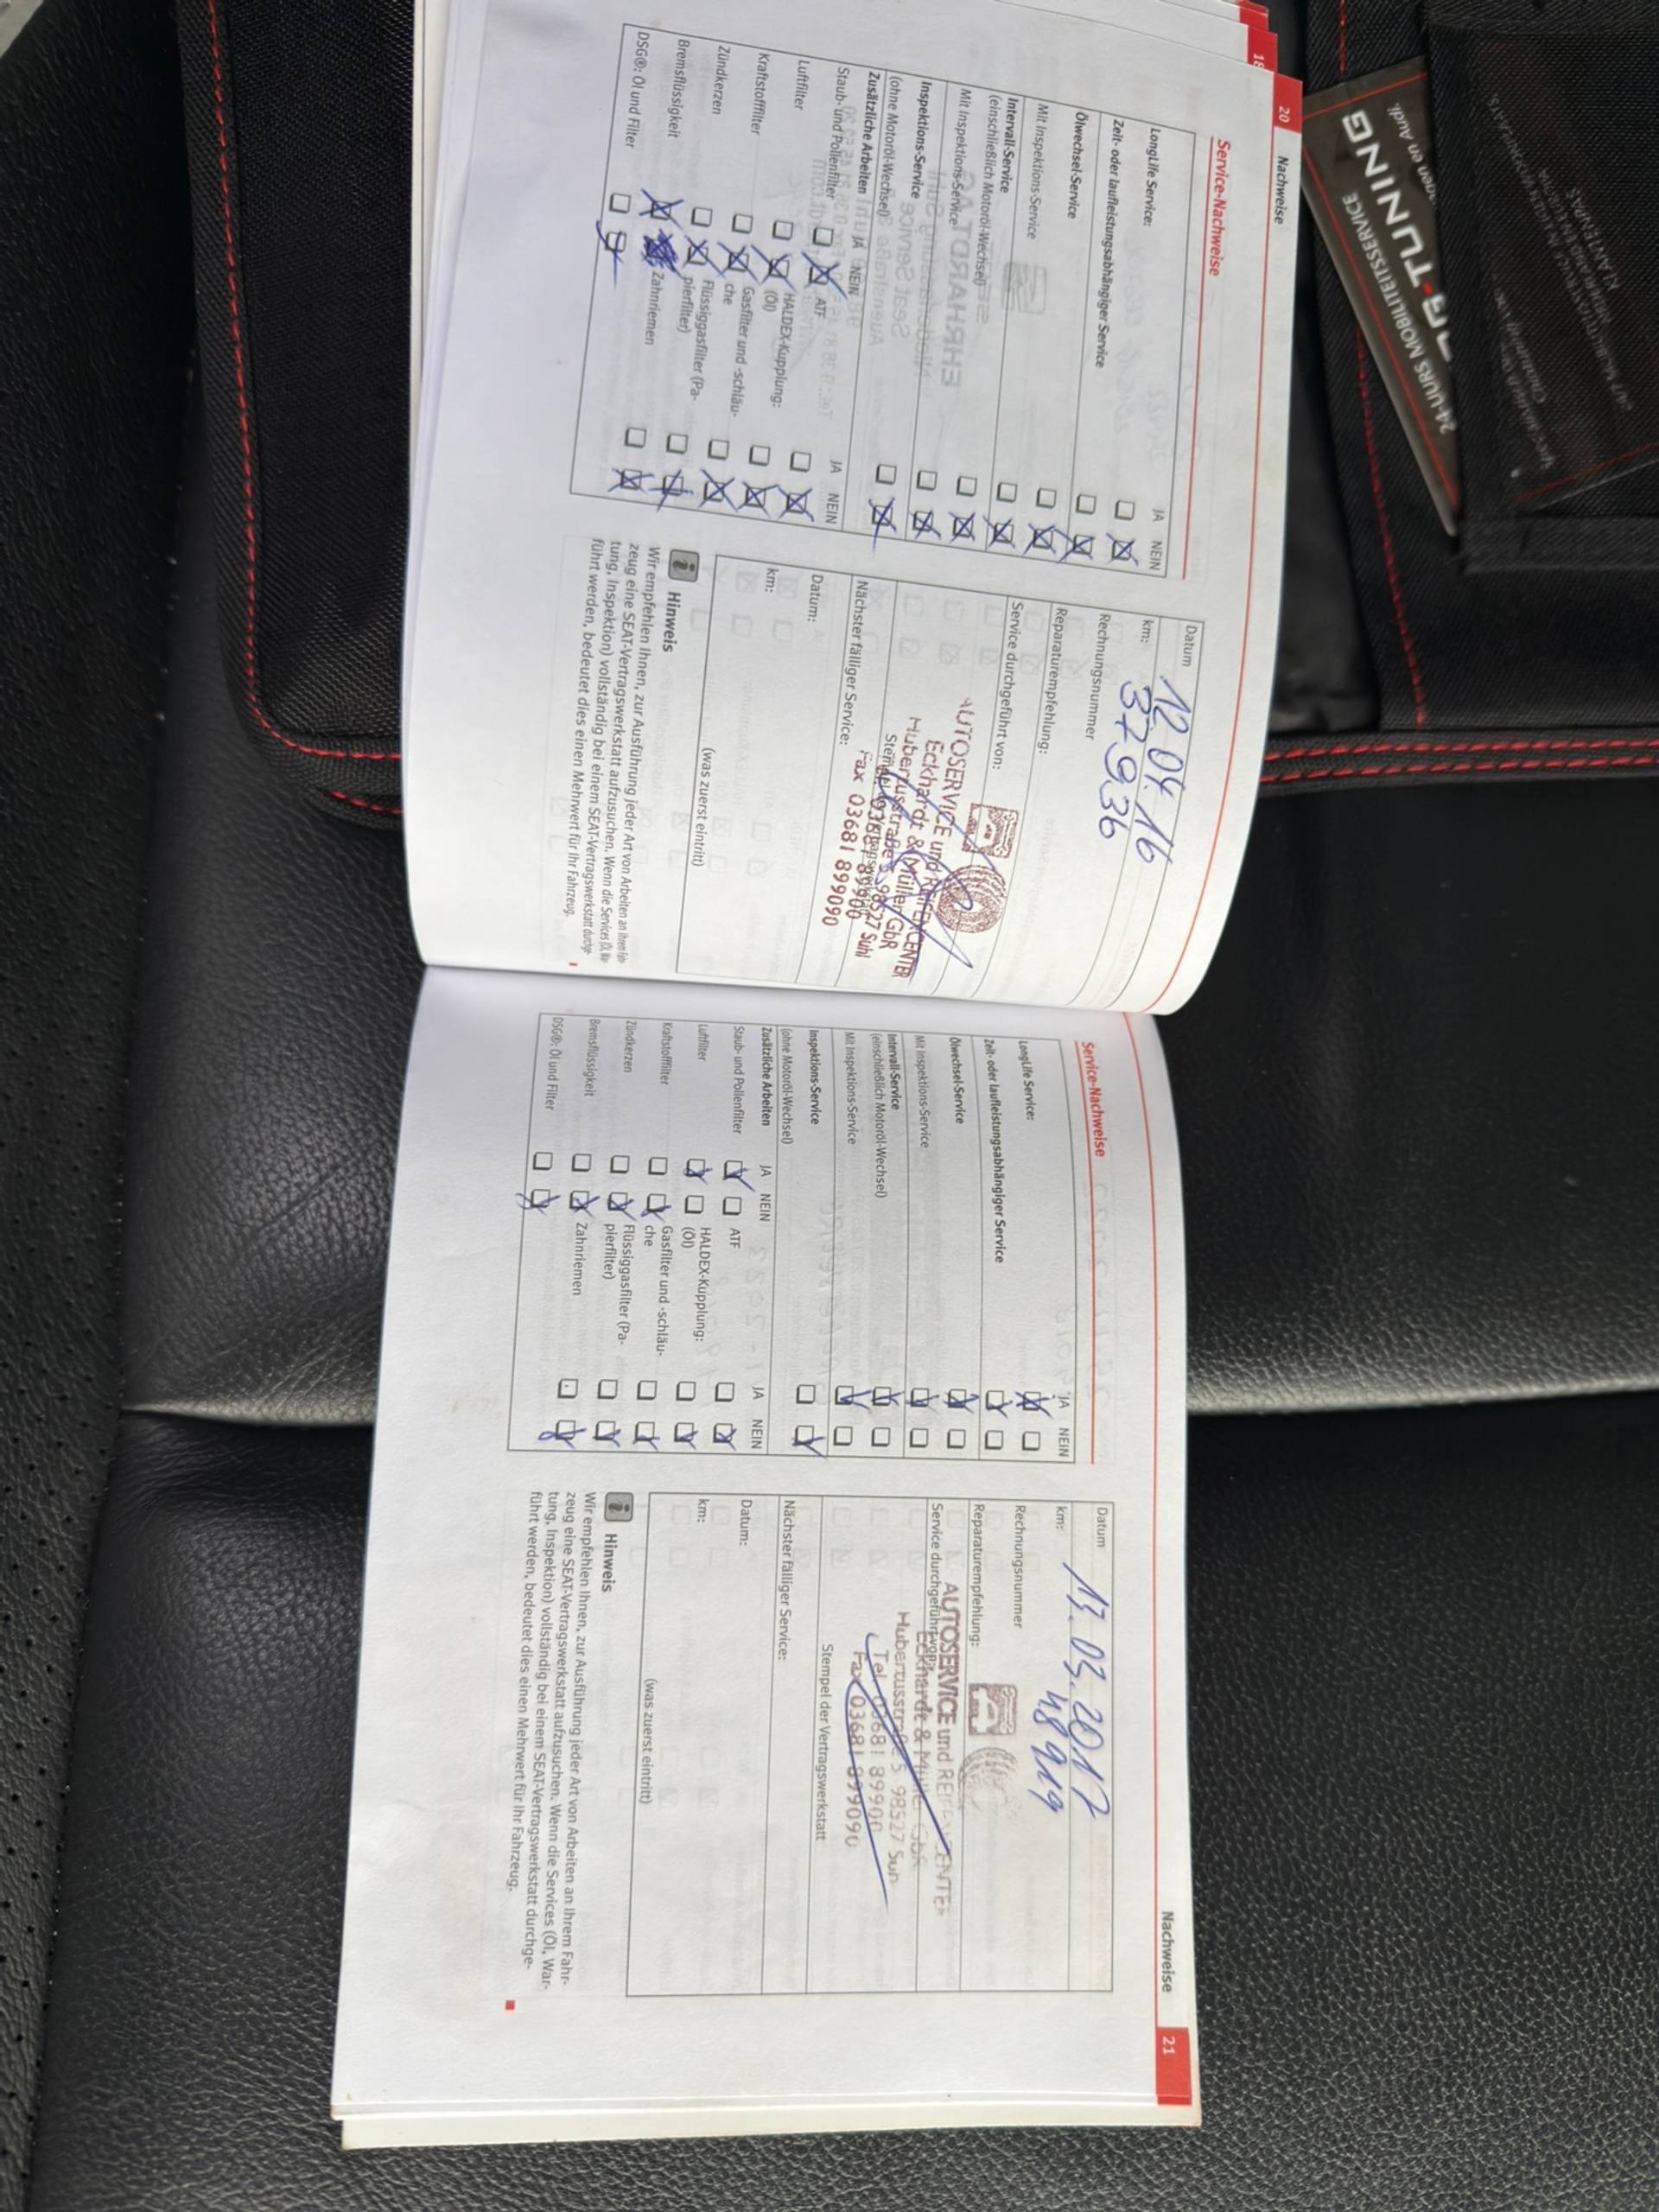 20 Nachweise
Service-Nachweise
JA NEIN
LongLife Service:
Zeit- oder laufleistungsabhängiger Service
Ölwechsel-Service
Mit Inspektions-Service
Intervall-Service
(einschließlich Motoröl-Wechsel)
Mit Inspektions-Service
Inspektions-Service
(ohne Motoröl-Wechsel)
Zusätzliche Arbeiten JA NEIN JA NEIN
Staub- und Pollenfilter ATF
Luftfilter HALDEX-Kupplung:
(Öl)
Kraftstofffilter Gasfilter und -schläu-
che
Zündkerzen Flüssiggasfilter (Pa-
pierfilter)
Bremsflüssigkeit Zahnriemen
DSG®: Öl und Filter
Datum 12.04.16
km: 37936
Rechnungsnummer
Reparaturempfehlung:
Service durchgeführt von:
AUTOSERVICE und REIFENCENTER
Eckhardt & Müller GbR
Hubertusstraße 5 98527 Suhl
Tel. 03681 89900
Fax 03681 899090
Nächster fälliger Service:
Datum:
km:
(was zuerst eintritt)
Hinweis
Wir empfehlen Ihnen, zur Ausführung jeder Art von Arbeiten an Ihrem Fahr-
zeug eine SEAT-Vertragswerkstatt aufzusuchen. Wenn die Services (Öl, War-
tung, Inspektion) vollständig bei einem SEAT-Vertragswerkstatt durchge-
führt werden, bedeutet dies einen Mehrwert für Ihr Fahrzeug.
Nachweise 21
Service-Nachweise
JA NEIN
LongLife Service:
Zeit- oder laufleistungsabhängiger Service
Ölwechsel-Service
Mit Inspektions-Service
Intervall-Service
(einschließlich Motoröl-Wechsel)
Mit Inspektions-Service
Inspektions-Service
(ohne Motoröl-Wechsel)
Zusätzliche Arbeiten JA NEIN JA NEIN
Staub- und Pollenfilter ATF
Luftfilter HALDEX-Kupplung:
(Öl)
Kraftstofffilter Gasfilter und -schläu-
che
Zündkerzen Flüssiggasfilter (Pa-
pierfilter)
Bremsflüssigkeit Zahnriemen
DSG®: Öl und Filter
Datum 13.03.2017
km: 48919
Rechnungsnummer
Reparaturempfehlung:
Service durchgeführt von:
AUTOSERVICE und REIFENCENTER
Eckhardt & Müller GbR
Hubertusstraße 5 98527 Suhl
Tel. 03681 89900
Fax 03681 899090
Stempel der Vertragswerkstatt
Nächster fälliger Service:
Datum:
km:
(was zuerst eintritt)
Hinweis
Wir empfehlen Ihnen, zur Ausführung jeder Art von Arbeiten an Ihrem Fahr-
zeug eine SEAT-Vertragswerkstatt aufzusuchen. Wenn die Services (Öl, War-
tung, Inspektion) vollständig bei einem SEAT-Vertragswerkstatt durchge-
führt werden, bedeutet dies einen Mehrwert für Ihr Fahrzeug.
18
-TUNING
24-UURS MOBILITEITSSERVICE
en Audi.